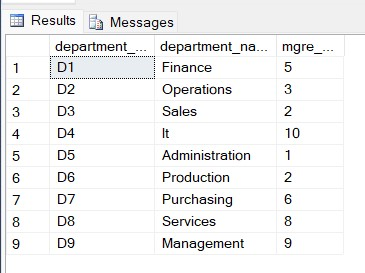 Results Messages
department_... department_na... mgre_...
1 D1 Finance 5
2 D2 Operations 3
3 D3 Sales 2
4 D4 It 10
5 D5 Administration 1
6 D6 Production 2
7 D7 Purchasing 6
8 D8 Services 8
9 D9 Management 9